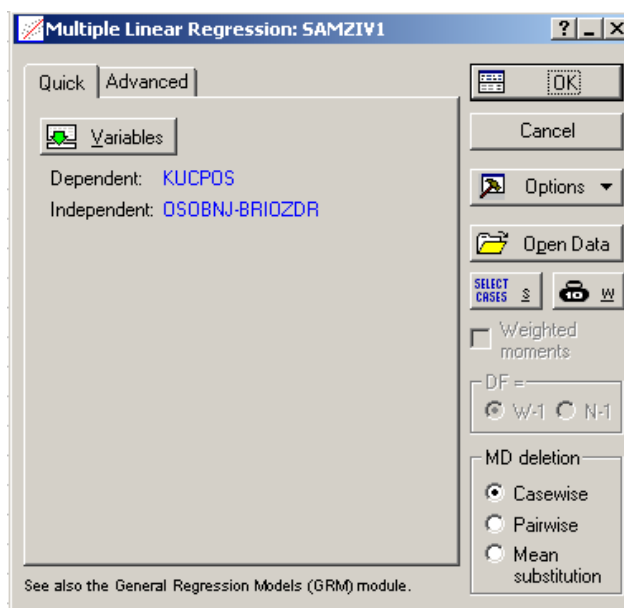 Multiple Linear Regression: SAMZIV1
Quick
Advanced
Variables
Dependent: KUCPOS
Independent: OSOBNJ-BRIOZDR
OK
Cancel
Options
Open Data
SELECT CASES S
W
Weighted moments
DF =
W-1 N-1
MD deletion
Casewise
Pairwise
Mean substitution
See also the General Regression Models (GRM) module.